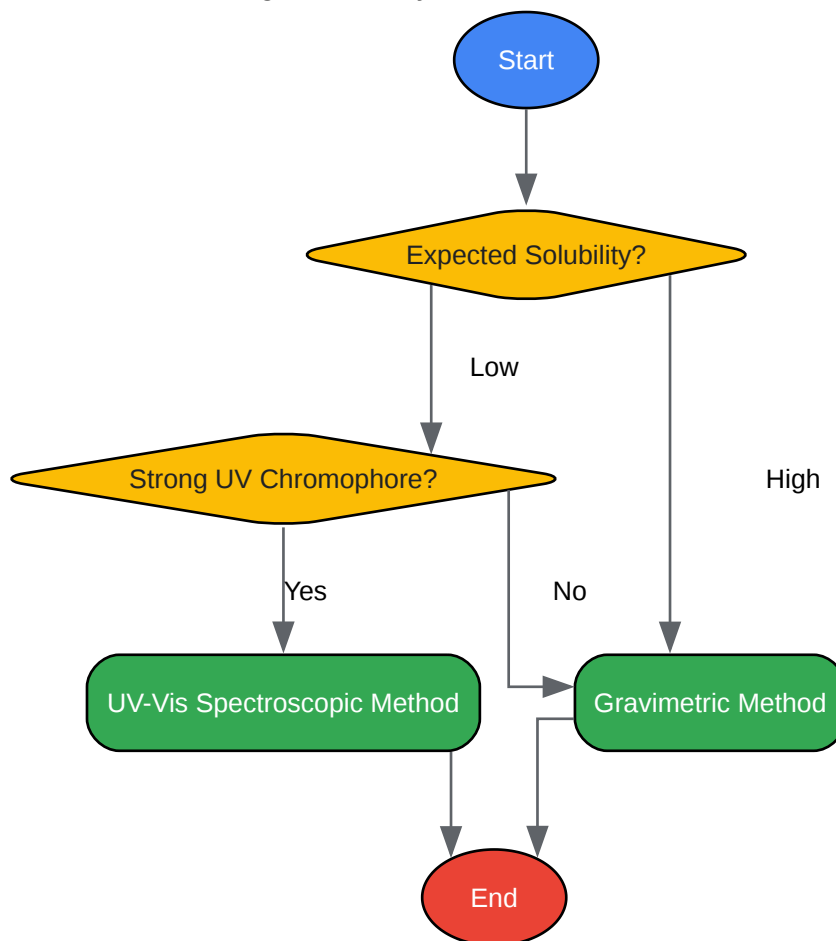 Start
Expected Solubility?
Low
Strong UV Chromophore?
High
Yes
No
UV-Vis Spectroscopic Method
Gravimetric Method
End